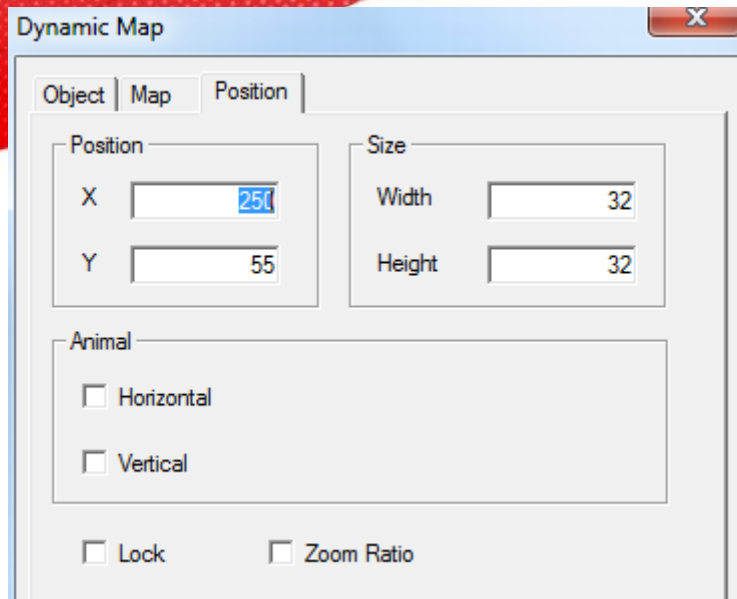 Dynamic Map
Object Map Position
Position
X 250
Y 55
Size
Width 32
Height 32
Animal
Horizontal
Vertical
Lock Zoom Ratio